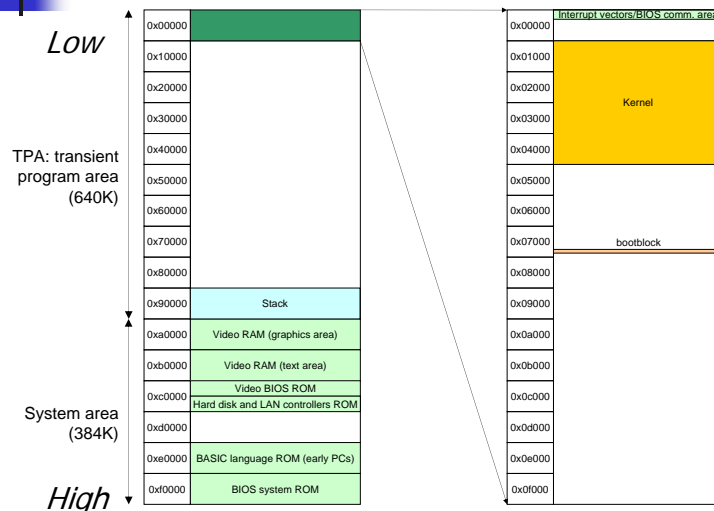 Low
TPA: transient
program area
(640K)
System area
(384K)
High
0x00000
0x10000
0x20000
0x30000
0x40000
0x50000
0x60000
0x70000
0x80000
0x90000 Stack
0xa0000 Video RAM (graphics area)
0xb0000 Video RAM (text area)
Video BIOS ROM
0xc0000
Hard disk and LAN controllers ROM
0xd0000
0xe0000 BASIC language ROM (early PCs)
0xf0000 BIOS system ROM
Interrupt vectors/BIOS comm. area
0x00000
0x01000
0x02000
Kernel
0x03000
0x04000
0x05000
0x06000
0x07000 bootblock
0x08000
0x09000
0x0a000
0x0b000
0x0c000
0x0d000
0x0e000
0x0f000